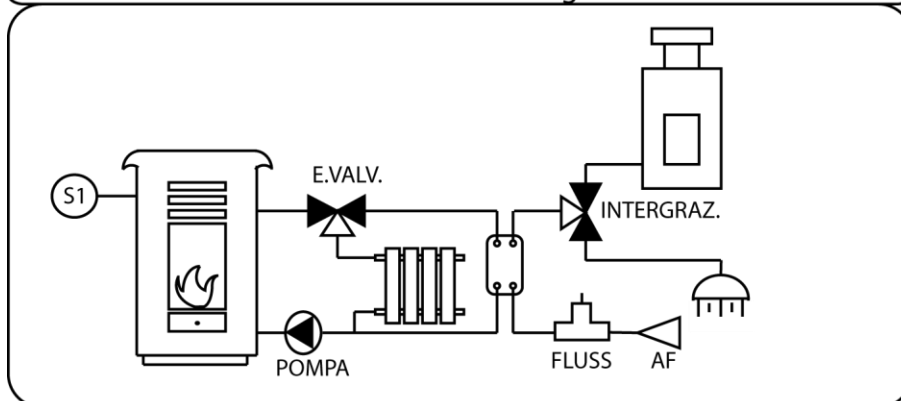 E.VALV.
S1
INTERGRAZ.
POMPA
FLUSS
AF